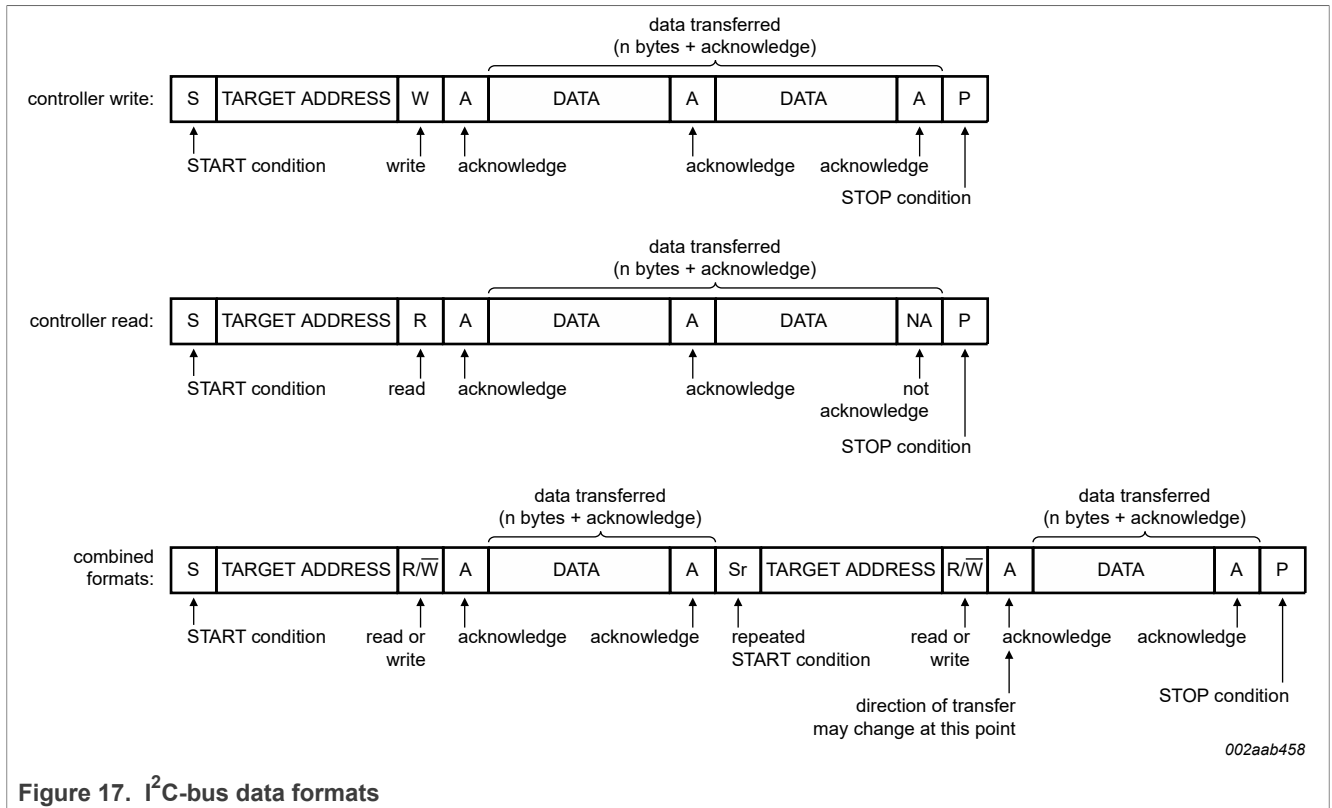 data transferred
(n bytes + acknowledge)
controller write: S TARGET ADDRESS W A DATA A DATA A P
START condition write acknowledge acknowledge acknowledge
STOP condition
data transferred
(n bytes + acknowledge)
controller read: S TARGET ADDRESS R A DATA A DATA NA P
START condition read acknowledge acknowledge not
acknowledge
STOP condition
data transferred data transferred
(n bytes + acknowledge) (n bytes + acknowledge)
combined
formats: S TARGET ADDRESS R/W̅ A DATA A Sr TARGET ADDRESS R/W̅ A DATA A P
START condition read or acknowledge acknowledge repeated read or acknowledge acknowledge
write START condition write
direction of transfer STOP condition
may change at this point
002aab458
Figure 17. I²C-bus data formats